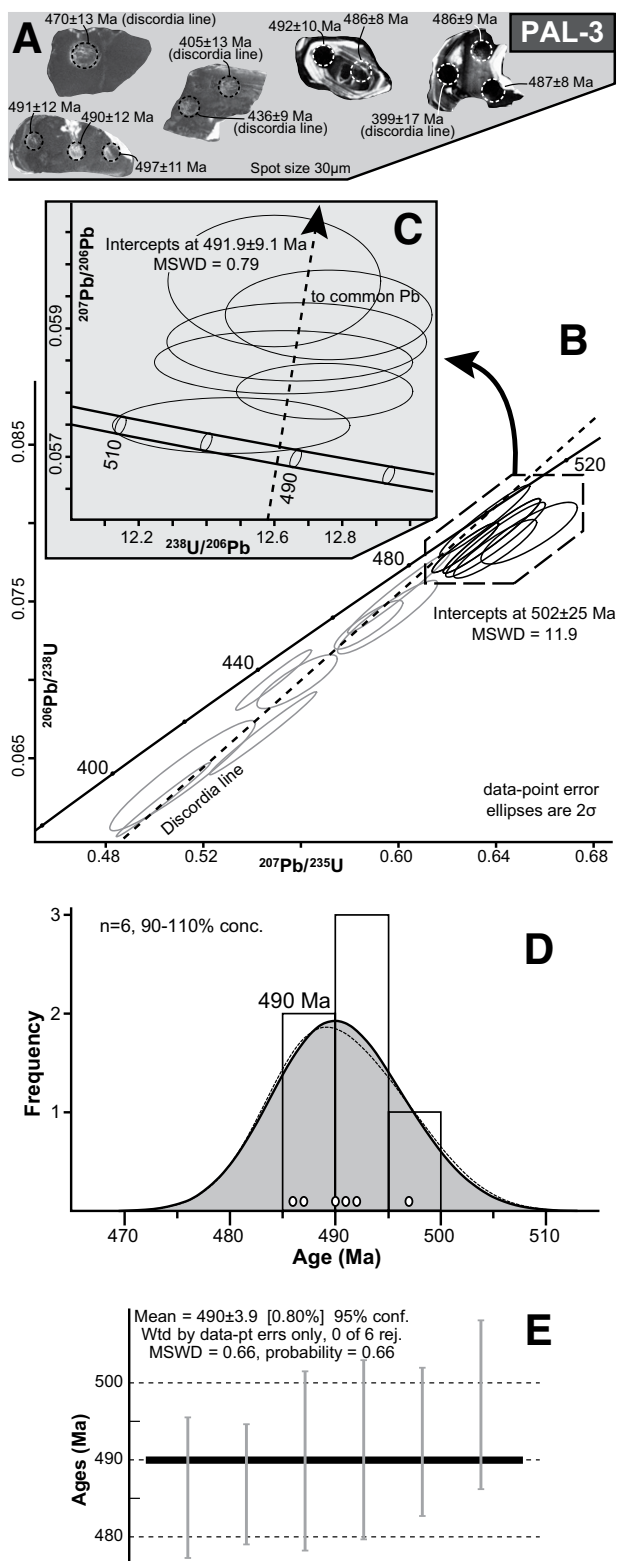 A
PAL-3
470±13 Ma (discordia line)
405±13 Ma
(discordia line)
492±10 Ma
486±8 Ma
486±9 Ma
487±8 Ma
491±12 Ma
490±12 Ma
497±11 Ma
436±9 Ma
(discordia line)
399±17 Ma
(discordia line)
Spot size 30µm
C
Intercepts at 491.9±9.1 Ma
MSWD = 0.79
to common Pb
207Pb/206Pb
0.059
0.057
510
490
12.2
12.6
12.8
238U/206Pb
B
0.085
0.075
0.065
206Pb/238U
520
480
440
400
Intercepts at 502±25 Ma
MSWD = 11.9
Discordia line
data-point error
ellipses are 2σ
0.48
0.52
0.60
0.64
0.68
207Pb/235U
D
n=6, 90-110% conc.
490 Ma
Frequency
3
2
1
470
480
490
500
510
Age (Ma)
E
Mean = 490±3.9 [0.80%] 95% conf.
Wtd by data-pt errs only, 0 of 6 rej.
MSWD = 0.66, probability = 0.66
Ages (Ma)
500
490
480